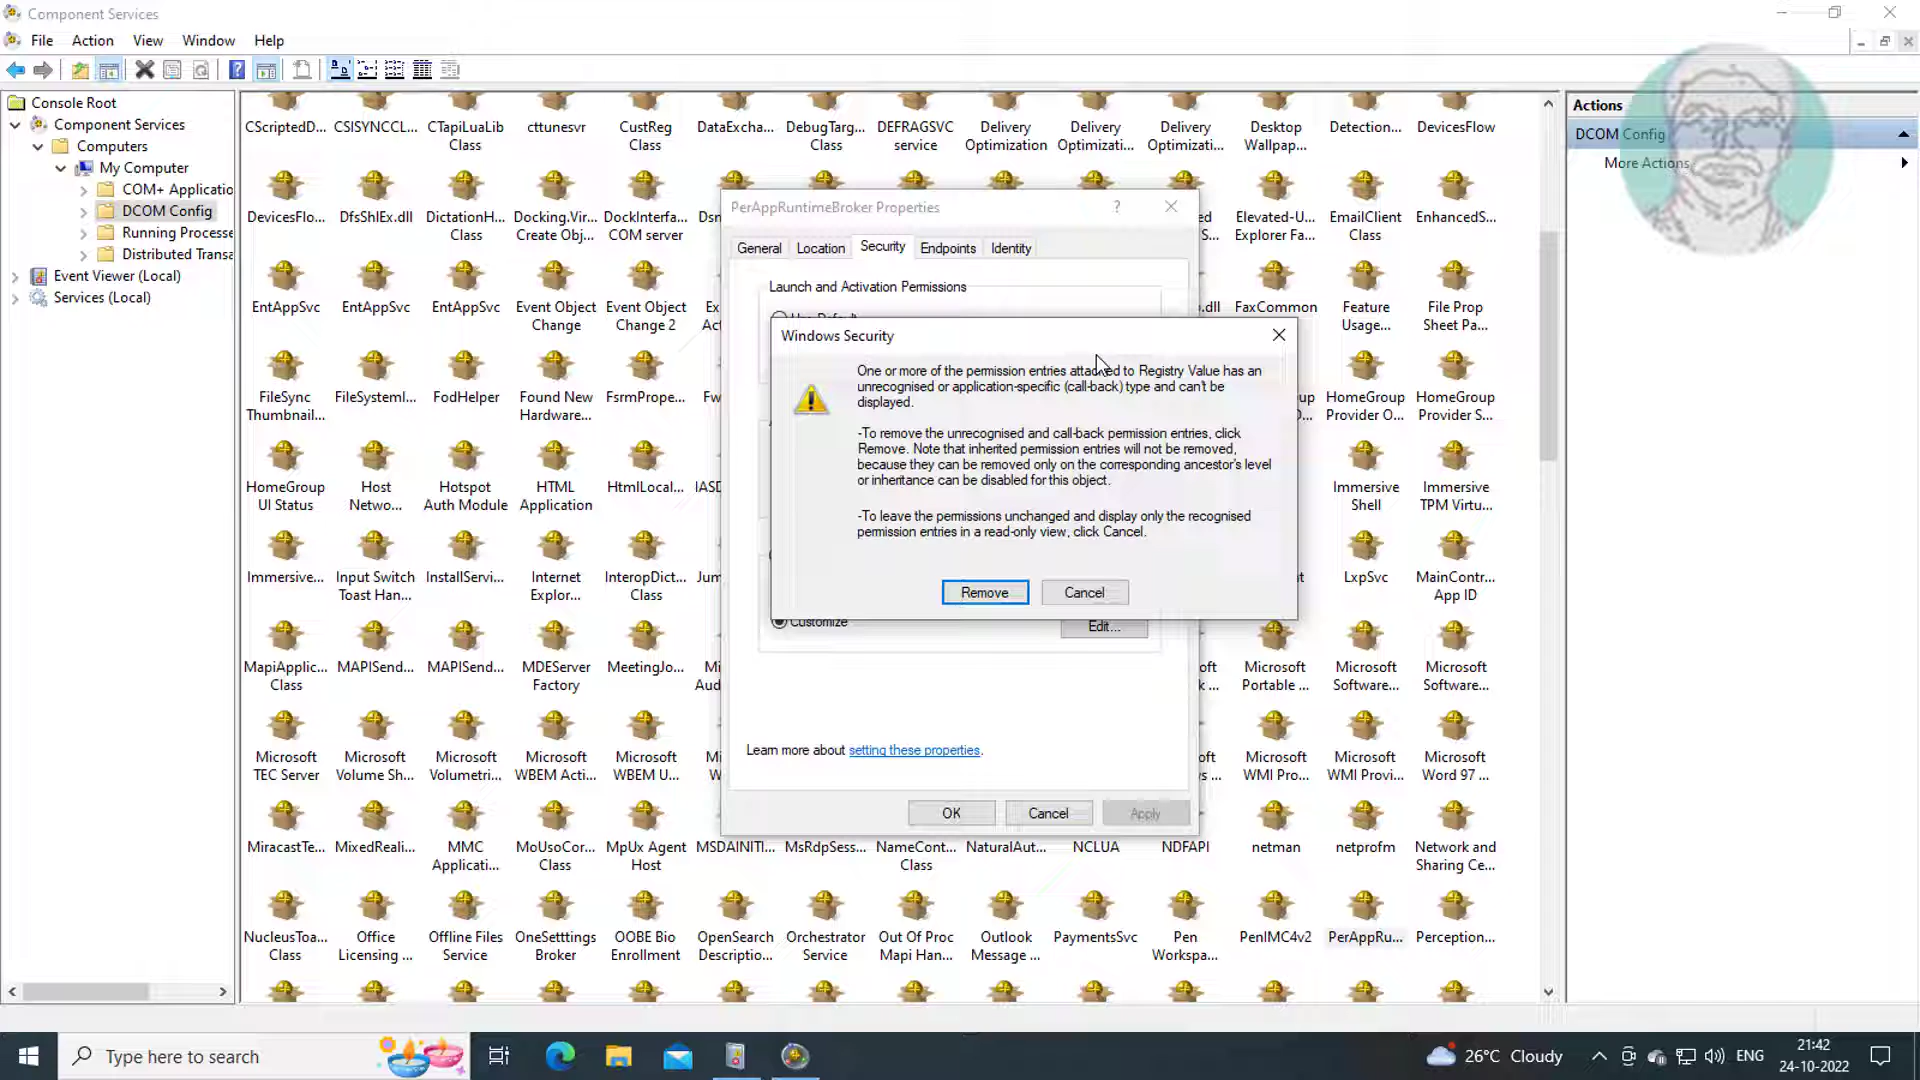 Component Services
File Action View Window Help
Console Root
Component Services
Computers
My Computer
COM+ Applicatio
DCOM Config
Running Processe
Distributed Transa
Event Viewer (Local)
Services (Local)
CScriptedD... CSISYNCCL... CTapiLuaLib Class cttunesvr CustReg Class DataExcha... DebugTarg... Class DEFRAGSVC service Delivery Optimization Delivery Optimizati... Delivery Optimizati... Desktop Wallpap... Detection... DevicesFlow
DevicesFlo... DfsShlEx.dll DictationH... Class Docking.Vir... Create Obj... DockInterfa... COM server Elevated-U... Explorer Fa... EmailClient Class EnhancedS...
EntAppSvc EntAppSvc EntAppSvc Event Object Change Event Object Change 2 FaxCommon Feature Usage... File Prop Sheet Pa...
FileSync Thumbnail... FileSystemI... FodHelper Found New Hardware... FsrmPrope... HomeGroup Provider O... HomeGroup Provider S...
HomeGroup UI Status Host Netwo... Hotspot Auth Module HTML Application HtmlLocal... IASD Immersive Shell Immersive TPM Virtu...
Immersive... Input Switch Toast Han... InstallServi... Internet Explor... InteropDict... Class LxpSvc MainContr... App ID
MapiApplic... Class MAPISend... MAPISend... MDEServer Factory MeetingJo... Microsoft Portable ... Microsoft Software... Microsoft Software...
Microsoft TEC Server Microsoft Volume Sh... Microsoft Volumetri... Microsoft WBEM Acti... Microsoft WBEM U... Microsoft WMI Pro... Microsoft WMI Provi... Microsoft Word 97 ...
MiracastTe... MixedReali... MMC Applicati... MoUsoCor... Class MpUx Agent Host MSDAINITI... MsRdpSess... NameCont... Class NaturalAut... NCLUA NDFAPI netman netprofm Network and Sharing Ce...
NucleusToa... Class Office Licensing ... Offline Files Service OneSetttings Broker OOBE Bio Enrollment OpenSearch Descriptio... Orchestrator Service Out Of Proc Mapi Han... Outlook Message ... PaymentsSvc Pen Workspa... PenIMC4v2 PerAppRu... Perception...
PerAppRuntimeBroker Properties
General Location Security Endpoints Identity
Launch and Activation Permissions
Windows Security
One or more of the permission entries attached to Registry Value has an
unrecognised or application-specific (call-back) type and can't be
displayed.
-To remove the unrecognised and call-back permission entries, click
Remove. Note that inherited permission entries will not be removed,
because they can be removed only on the corresponding ancestor's level
or inheritance can be disabled for this object.
-To leave the permissions unchanged and display only the recognised
permission entries in a read-only view, click Cancel.
Remove Cancel
Customize Edit...
Learn more about setting these properties.
OK Cancel Apply
Actions
DCOM Config
More Actions
Type here to search
26°C Cloudy ENG
21:42
24-10-2022